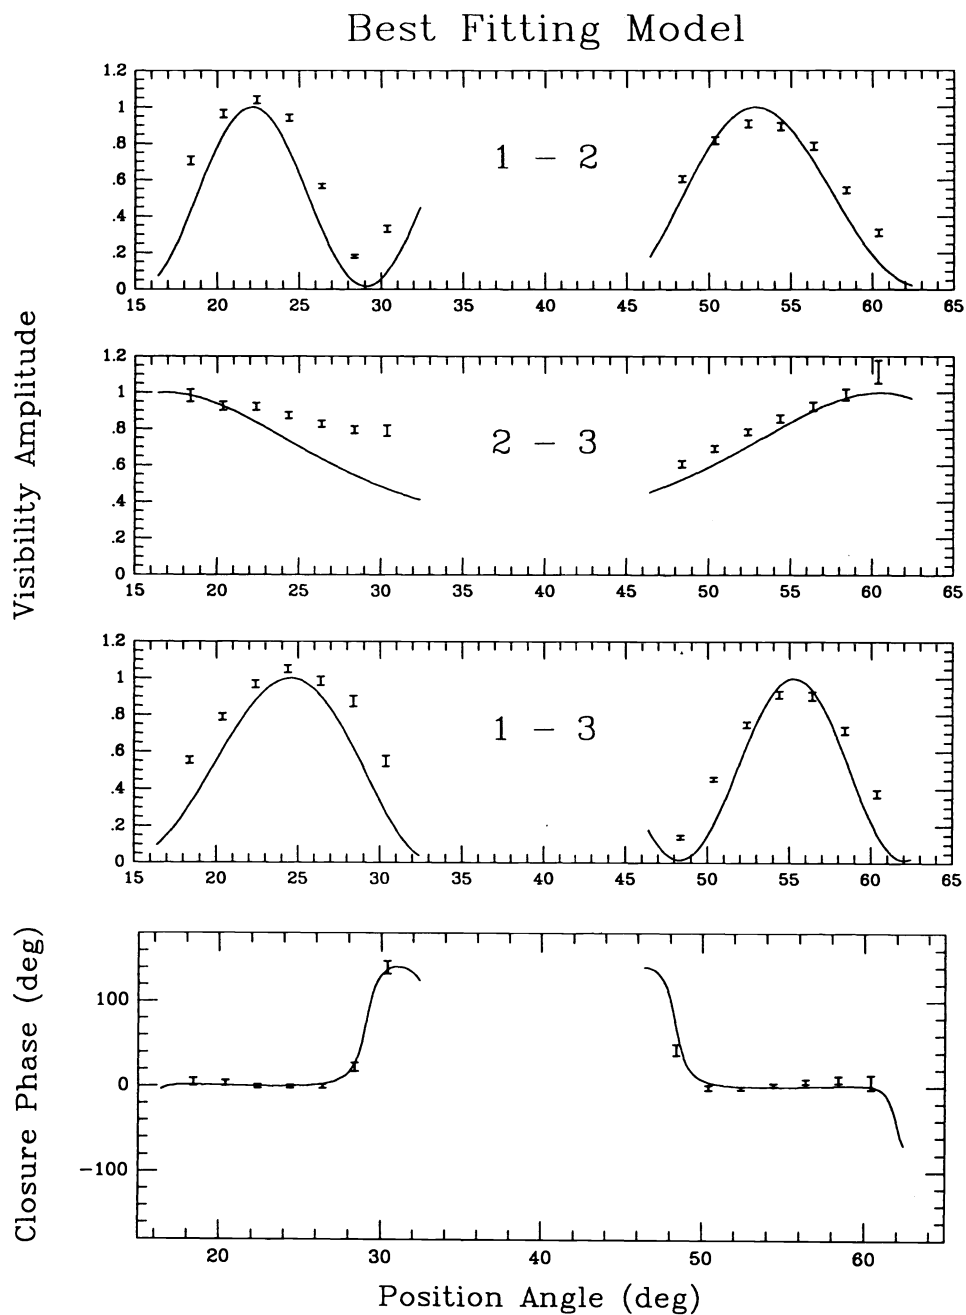 Best Fitting Model
1.2
1
.8
.6
.4
.2
0
15 20 25 30 35 40 45 50 55 60 65
1 - 2
1.2
1
.8
.6
.4
.2
0
15 20 25 30 35 40 45 50 55 60 65
2 - 3
Visibility Amplitude
1.2
1
.8
.6
.4
.2
0
15 20 25 30 35 40 45 50 55 60 65
1 - 3
Closure Phase (deg)
100
0
-100
20 30 40 50 60
Position Angle (deg)